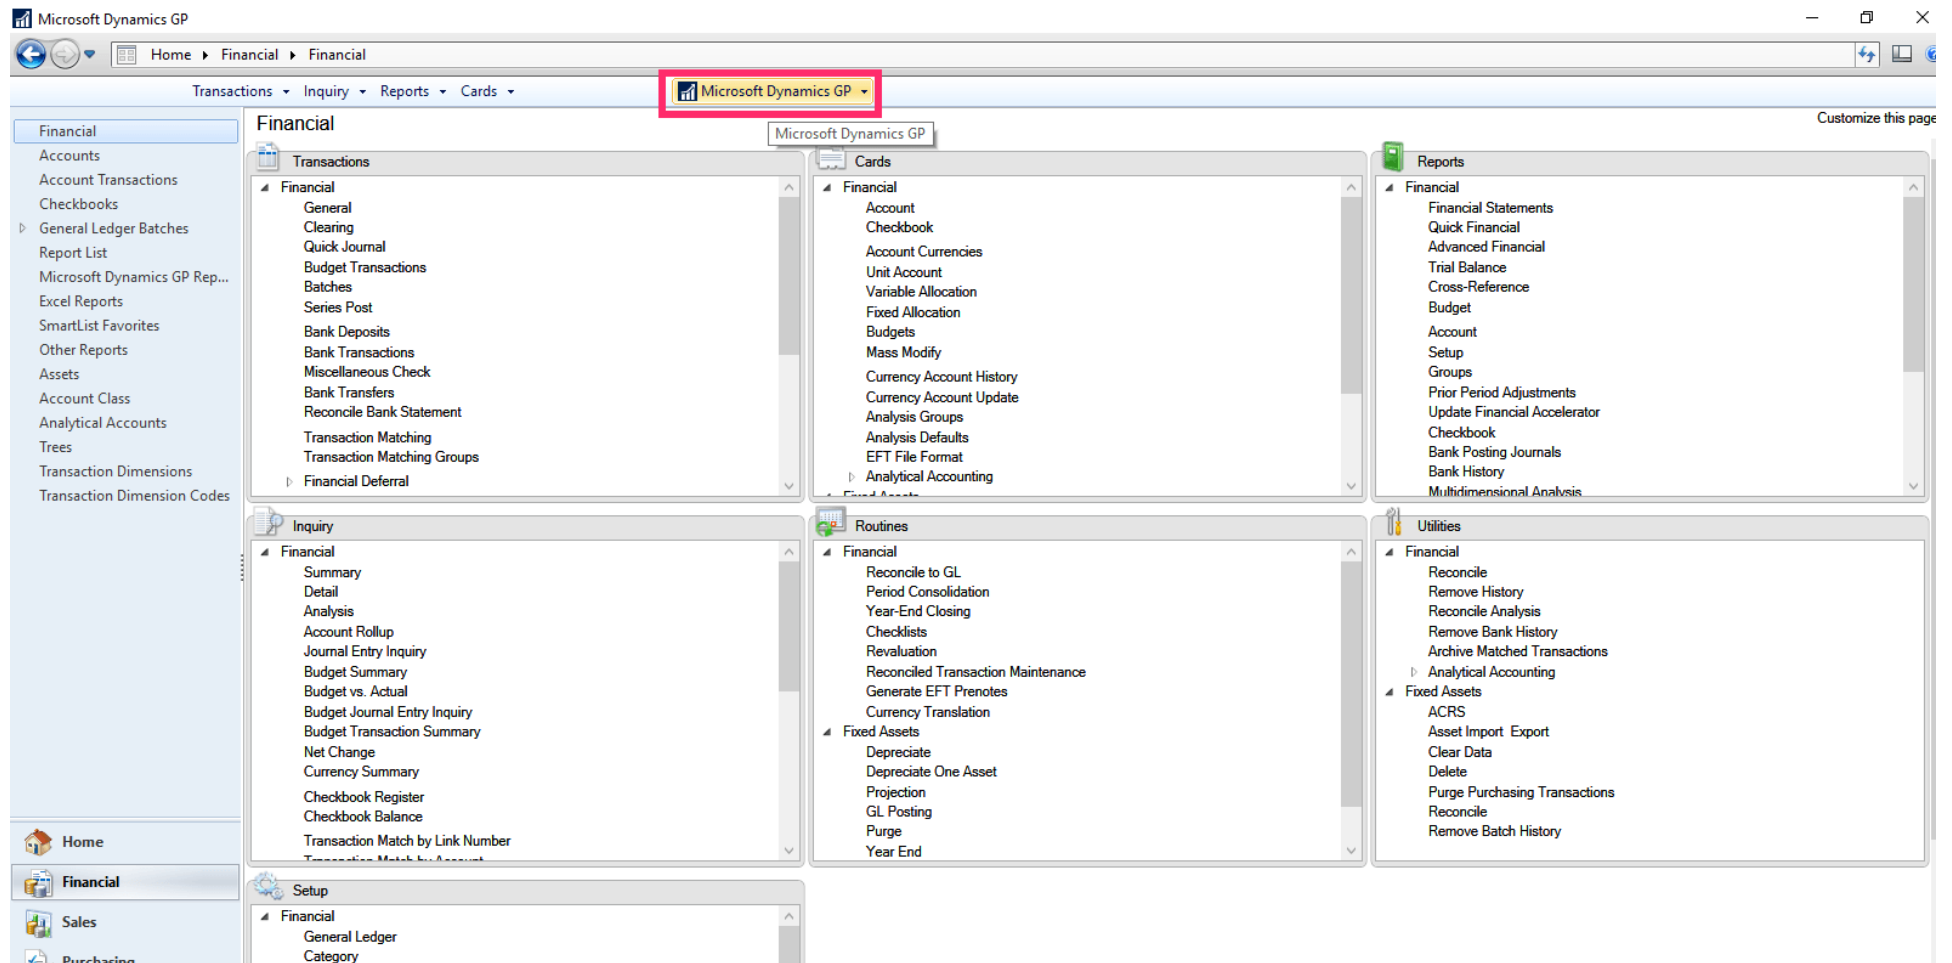 Microsoft Dynamics GP
Home Financial Financial
Transactions Inquiry Reports Cards Microsoft Dynamics GP
Microsoft Dynamics GP
Customize this page
Financial
Accounts
Account Transactions
Checkbooks
General Ledger Batches
Report List
Microsoft Dynamics GP Rep...
Excel Reports
SmartList Favorites
Other Reports
Assets
Account Class
Analytical Accounts
Trees
Transaction Dimensions
Transaction Dimension Codes
Home
Financial
Sales
Purchasing
Financial
Transactions
Financial
General
Clearing
Quick Journal
Budget Transactions
Batches
Series Post
Bank Deposits
Bank Transactions
Miscellaneous Check
Bank Transfers
Reconcile Bank Statement
Transaction Matching
Transaction Matching Groups
Financial Deferral
Cards
Financial
Account
Checkbook
Account Currencies
Unit Account
Variable Allocation
Fixed Allocation
Budgets
Mass Modify
Currency Account History
Currency Account Update
Analysis Groups
Analysis Defaults
EFT File Format
Analytical Accounting
Fixed Assets
Reports
Financial
Financial Statements
Quick Financial
Advanced Financial
Trial Balance
Cross-Reference
Budget
Account
Setup
Groups
Prior Period Adjustments
Update Financial Accelerator
Checkbook
Bank Posting Journals
Bank History
Multidimensional Analysis
Inquiry
Financial
Summary
Detail
Analysis
Account Rollup
Journal Entry Inquiry
Budget Summary
Budget vs. Actual
Budget Journal Entry Inquiry
Budget Transaction Summary
Net Change
Currency Summary
Checkbook Register
Checkbook Balance
Transaction Match by Link Number
Transaction Match by Account
Routines
Financial
Reconcile to GL
Period Consolidation
Year-End Closing
Checklists
Revaluation
Reconciled Transaction Maintenance
Generate EFT Prenotes
Currency Translation
Fixed Assets
Depreciate
Depreciate One Asset
Projection
GL Posting
Purge
Year End
Utilities
Financial
Reconcile
Remove History
Reconcile Analysis
Remove Bank History
Archive Matched Transactions
Analytical Accounting
Fixed Assets
ACRS
Asset Import Export
Clear Data
Delete
Purge Purchasing Transactions
Reconcile
Remove Batch History
Setup
Financial
General Ledger
Category